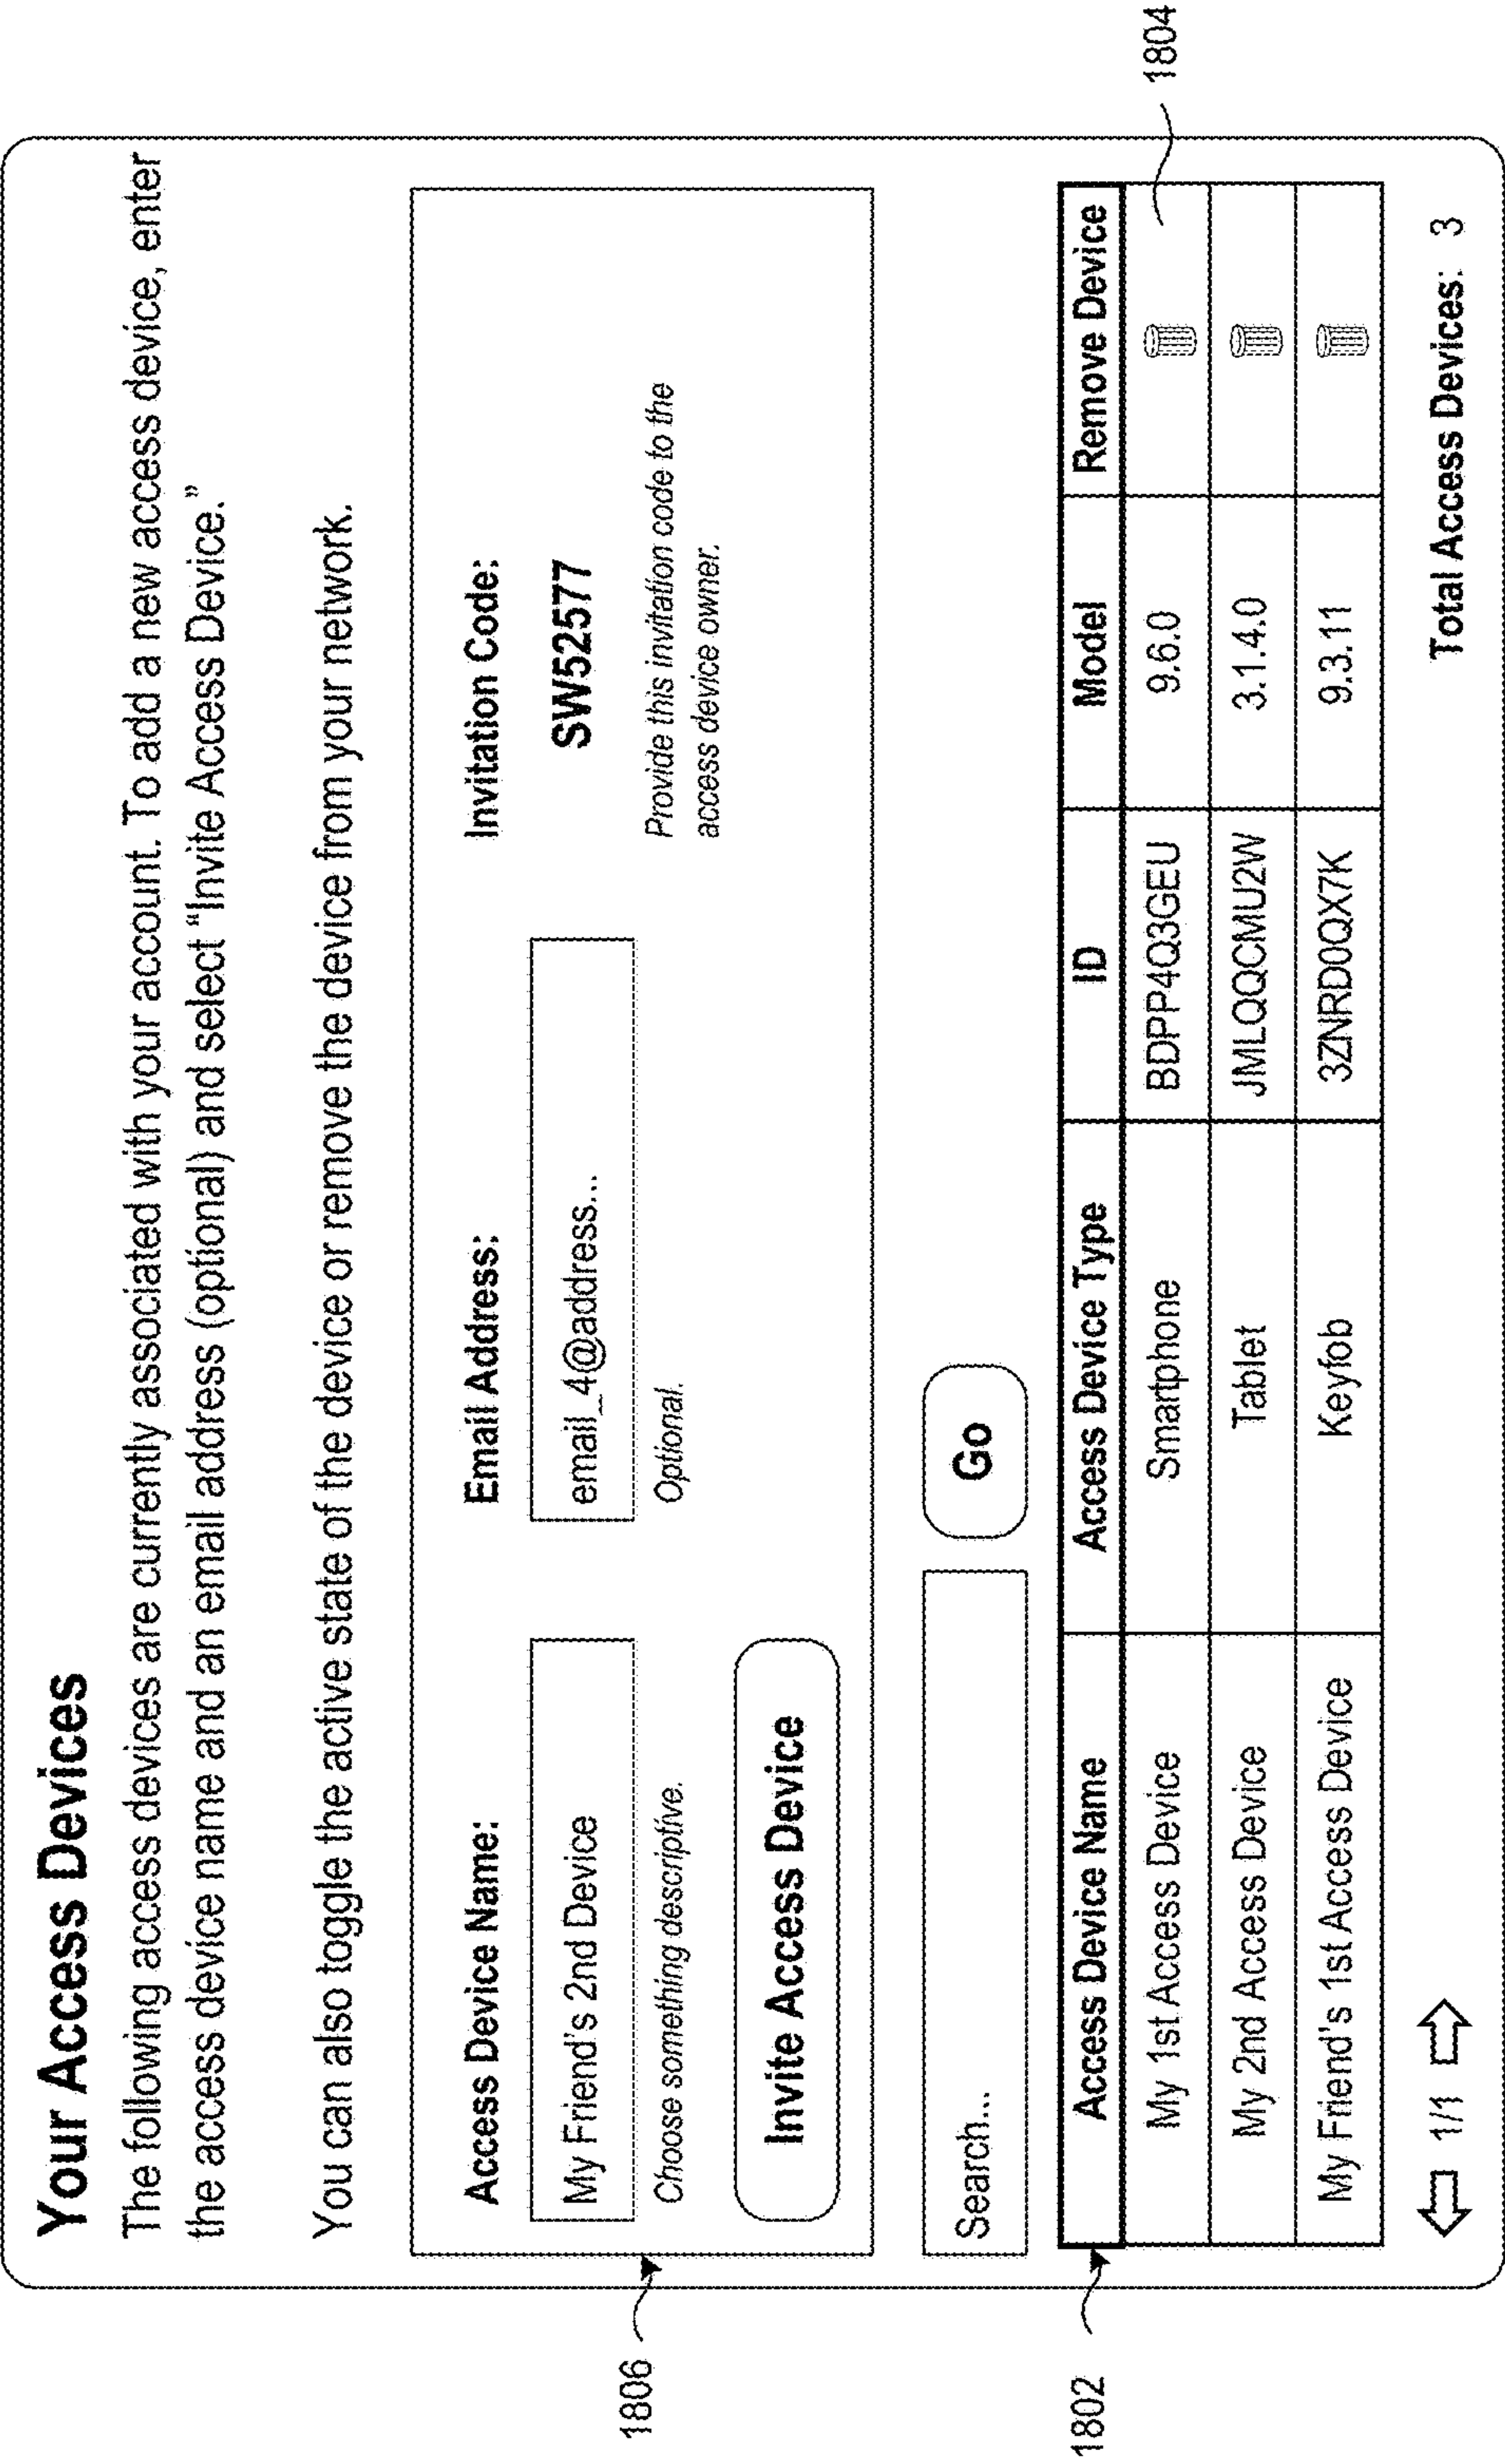 Your Access Devices
The following access devices are currently associated with your account. To add a new access device, enter
the access device name and an email address (optional) and select “Invite Access Device.”
You can also toggle the active state of the device or remove the device from your network.
1806
Access Device Name: Email Address: Invitation Code:
My Friend's 2nd Device email_4@address... SW52577
Choose something descriptive. Optional. Provide this invitation code to the
access device owner.
Invite Access Device
Search... Go
1802
Access Device Name Access Device Type ID Model Remove Device
My 1st Access Device Smartphone BDPP4Q3GEU 9.6.0
1804
My 2nd Access Device Tablet JMLQQCMU2W 3.1.4.0
My Friend's 1st Access Device Keyfob 3ZNRD0QX7K 9.3.11
1/1 Total Access Devices: 3